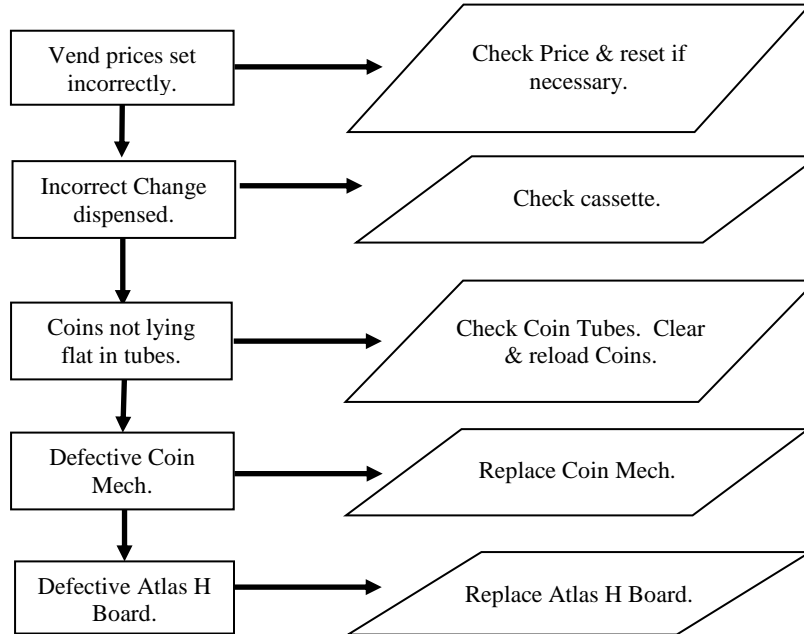 Vend prices set
incorrectly.
Check Price & reset if
necessary.
Incorrect Change
dispensed.
Check cassette.
Coins not lying
flat in tubes.
Check Coin Tubes.  Clear
& reload Coins.
Defective Coin
Mech.
Replace Coin Mech.
Defective Atlas H
Board.
Replace Atlas H Board.